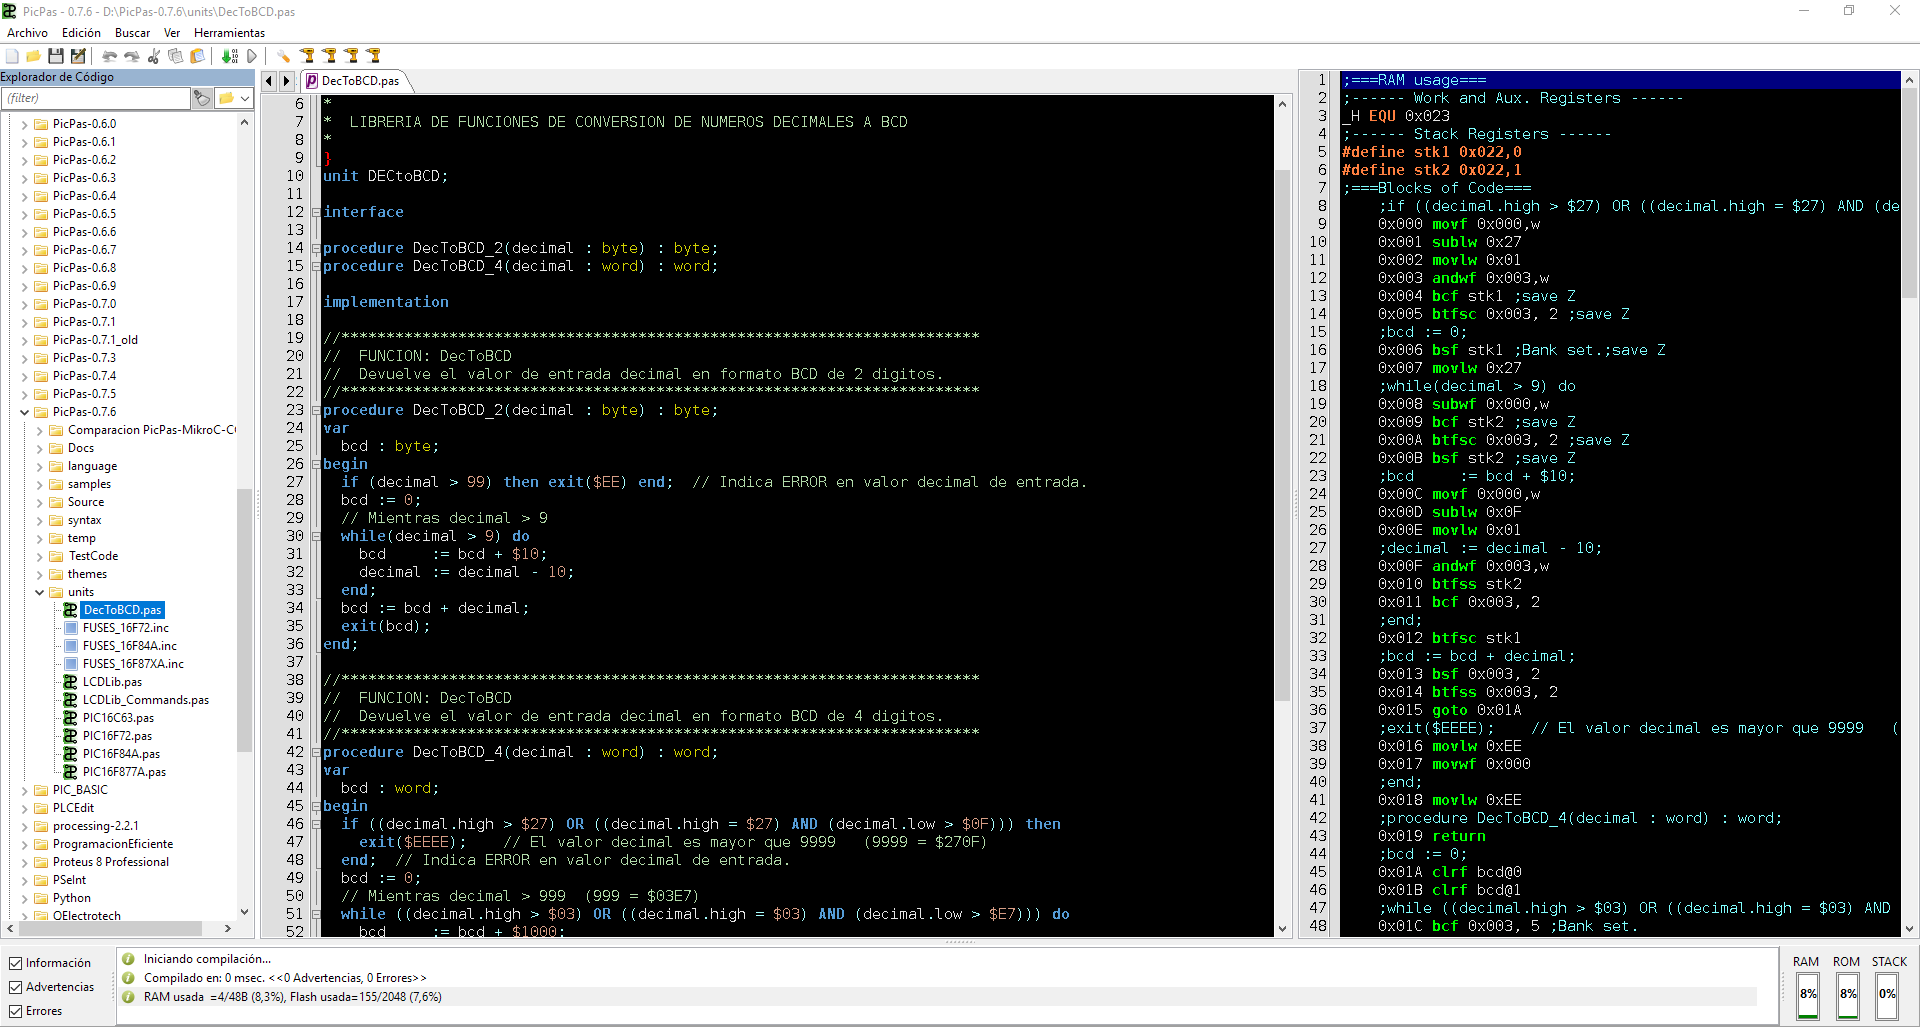 PicPas - 0.7.6 - D:\PicPas-0.7.6\units\DecToBCD.pas
Archivo Edición Buscar Ver Herramientas
Explorador de Código
(filter)
PicPas-0.6.0
PicPas-0.6.1
PicPas-0.6.2
PicPas-0.6.3
PicPas-0.6.4
PicPas-0.6.5
PicPas-0.6.6
PicPas-0.6.7
PicPas-0.6.8
PicPas-0.6.9
PicPas-0.7.0
PicPas-0.7.1
PicPas-0.7.1_old
PicPas-0.7.3
PicPas-0.7.4
PicPas-0.7.5
PicPas-0.7.6
Comparacion PicPas-MikroC-C
Docs
language
samples
Source
syntax
temp
TestCode
themes
units
DecToBCD.pas
FUSES_16F72.inc
FUSES_16F84A.inc
FUSES_16F87XA.inc
LCDLib.pas
LCDLib_Commands.pas
PIC16C63.pas
PIC16F72.pas
PIC16F84A.pas
PIC16F877A.pas
PIC_BASIC
PLCEdit
processing-2.2.1
ProgramacionEficiente
Proteus 8 Professional
PSeInt
Python
QElectrotech
DecToBCD.pas
6 *
7 *  LIBRERIA DE FUNCIONES DE CONVERSION DE NUMEROS DECIMALES A BCD
8 *
9 }
10 unit DECtoBCD;
11
12 interface
13
14 procedure DecToBCD_2(decimal : byte) : byte;
15 procedure DecToBCD_4(decimal : word) : word;
16
17 implementation
18
19 //***********************************************************************
20 //  FUNCION: DecToBCD
21 //  Devuelve el valor de entrada decimal en formato BCD de 2 digitos.
22 //***********************************************************************
23 procedure DecToBCD_2(decimal : byte) : byte;
24 var
25   bcd : byte;
26 begin
27   if (decimal > 99) then exit($EE) end;  // Indica ERROR en valor decimal de entrada.
28   bcd := 0;
29   // Mientras decimal > 9
30   while(decimal > 9) do
31     bcd     := bcd + $10;
32     decimal := decimal - 10;
33   end;
34   bcd := bcd + decimal;
35   exit(bcd);
36 end;
37
38 //***********************************************************************
39 //  FUNCION: DecToBCD
40 //  Devuelve el valor de entrada decimal en formato BCD de 4 digitos.
41 //***********************************************************************
42 procedure DecToBCD_4(decimal : word) : word;
43 var
44   bcd : word;
45 begin
46   if ((decimal.high > $27) OR ((decimal.high = $27) AND (decimal.low > $0F))) then
47     exit($EEEE);    // El valor decimal es mayor que 9999   (9999 = $270F)
48   end;  // Indica ERROR en valor decimal de entrada.
49   bcd := 0;
50   // Mientras decimal > 999  (999 = $03E7)
51   while ((decimal.high > $03) OR ((decimal.high = $03) AND (decimal.low > $E7))) do
52     bcd     := bcd + $1000;
1 ;===RAM usage===
2 ;------ Work and Aux. Registers ------
3 _H EQU 0x023
4 ;------ Stack Registers ------
5 #define stk1 0x022,0
6 #define stk2 0x022,1
7 ;===Blocks of Code===
8 ;if ((decimal.high > $27) OR ((decimal.high = $27) AND (de
9 0x000 movf 0x000,w
10 0x001 sublw 0x27
11 0x002 movlw 0x01
12 0x003 andwf 0x003,w
13 0x004 bcf stk1 ;save Z
14 0x005 btfsc 0x003, 2 ;save Z
15 ;bcd := 0;
16 0x006 bsf stk1 ;Bank set.;save Z
17 0x007 movlw 0x27
18 ;while(decimal > 9) do
19 0x008 subwf 0x000,w
20 0x009 bcf stk2 ;save Z
21 0x00A btfsc 0x003, 2 ;save Z
22 0x00B bsf stk2 ;save Z
23 ;bcd     := bcd + $10;
24 0x00C movf 0x000,w
25 0x00D sublw 0x0F
26 0x00E movlw 0x01
27 ;decimal := decimal - 10;
28 0x00F andwf 0x003,w
29 0x010 btfss stk2
30 0x011 bcf 0x003, 2
31 ;end;
32 0x012 btfsc stk1
33 ;bcd := bcd + decimal;
34 0x013 bsf 0x003, 2
35 0x014 btfss 0x003, 2
36 0x015 goto 0x01A
37 ;exit($EEEE);    // El valor decimal es mayor que 9999   (
38 0x016 movlw 0xEE
39 0x017 movwf 0x000
40 ;end;
41 0x018 movlw 0xEE
42 ;procedure DecToBCD_4(decimal : word) : word;
43 0x019 return
44 ;bcd := 0;
45 0x01A clrf bcd@0
46 0x01B clrf bcd@1
47 ;while ((decimal.high > $03) OR ((decimal.high = $03) AND
48 0x01C bcf 0x003, 5 ;Bank set.
Información
Advertencias
Errores
Iniciando compilación...
Compilado en: 0 msec. <<0 Advertencias, 0 Errores>>
RAM usada  =4/48B (8,3%), Flash usada=155/2048 (7,6%)
RAM ROM STACK
8% 8% 0%